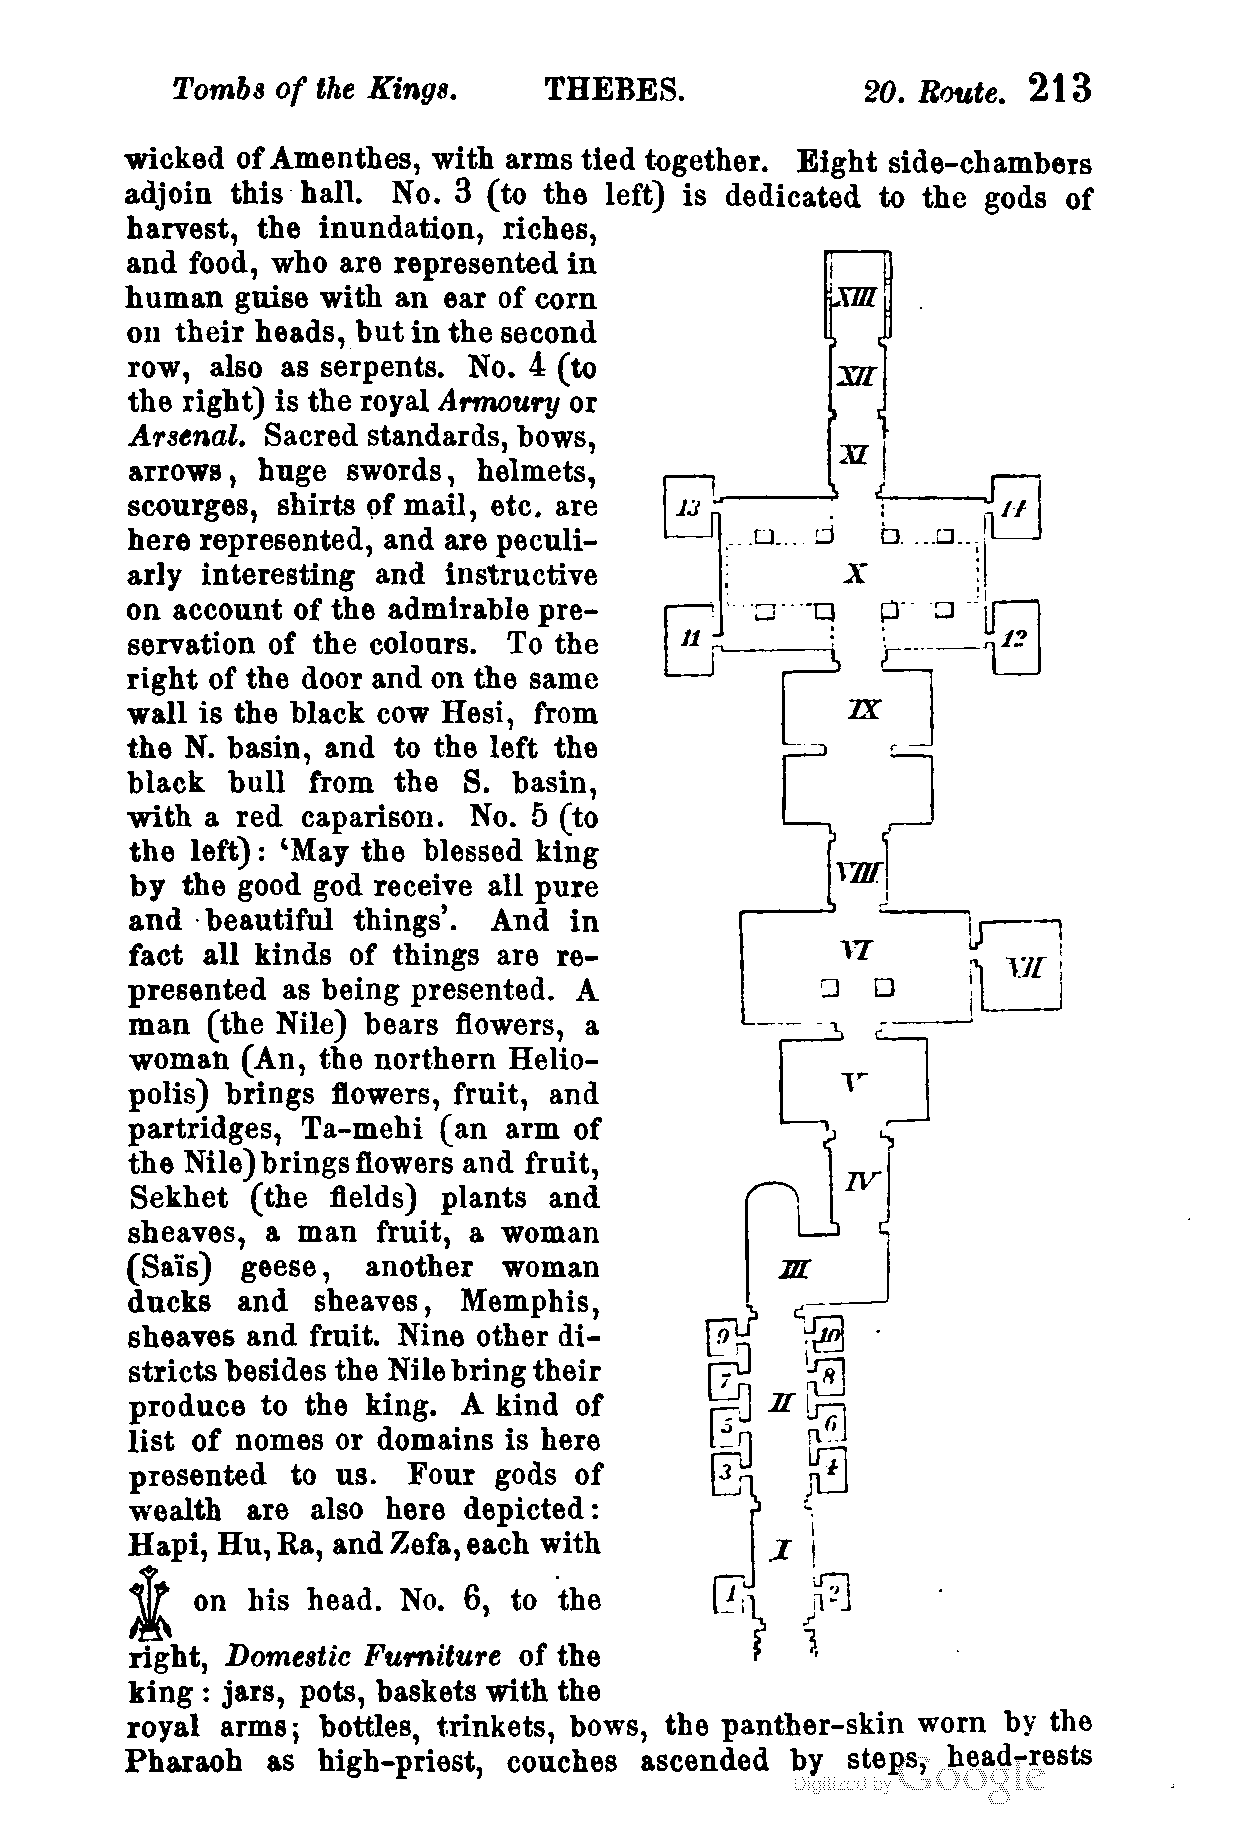 Tombs of the Kings. THEBES. 20. Route. 213
wicked of Amenthes, with arms tied together. Eight side-chambers
adjoin this hall. No. 3 (to the left) is dedicated to the gods of
harvest, the inundation, riches,
and food, who are represented in
human guise with an ear of corn
on their heads, but in the second
row, also as serpents. No. 4 (to
the right) is the royal Armoury or
Arsenal. Sacred standards, bows,
arrows, huge swords, helmets,
scourges, shirts of mail, etc. are
here represented, and are peculi-
arly interesting and instructive
on account of the admirable pre-
servation of the colours. To the
right of the door and on the same
wall is the black cow Hesi, from
the N. basin, and to the left the
black bull from the S. basin,
with a red caparison. No. 5 (to
the left): ‘May the blessed king
by the good god receive all pure
and beautiful things’. And in
fact all kinds of things are re-
presented as being presented. A
man (the Nile) bears flowers, a
woman (An, the northern Helio-
polis) brings flowers, fruit, and
partridges, Ta-mehi (an arm of
the Nile) brings flowers and fruit,
Sekhet (the fields) plants and
sheaves, a man fruit, a woman
(Saïs) geese, another woman
ducks and sheaves, Memphis,
sheaves and fruit. Nine other di-
stricts besides the Nile bring their
produce to the king. A kind of
list of nomes or domains is here
presented to us. Four gods of
wealth are also here depicted:
Hapi, Hu, Ra, and Zefa, each with
on his head. No. 6, to the
right, Domestic Furniture of the
king: jars, pots, baskets with the
royal arms; bottles, trinkets, bows, the panther-skin worn by the
Pharaoh as high-priest, couches ascended by steps, head-rests
XIII
XII
XI
13 14
X
11 12
IX
VIII
VI VII
V
IV
III
9 10
7 8
II
5 6
3 4
I
1 2
Digitized by Google